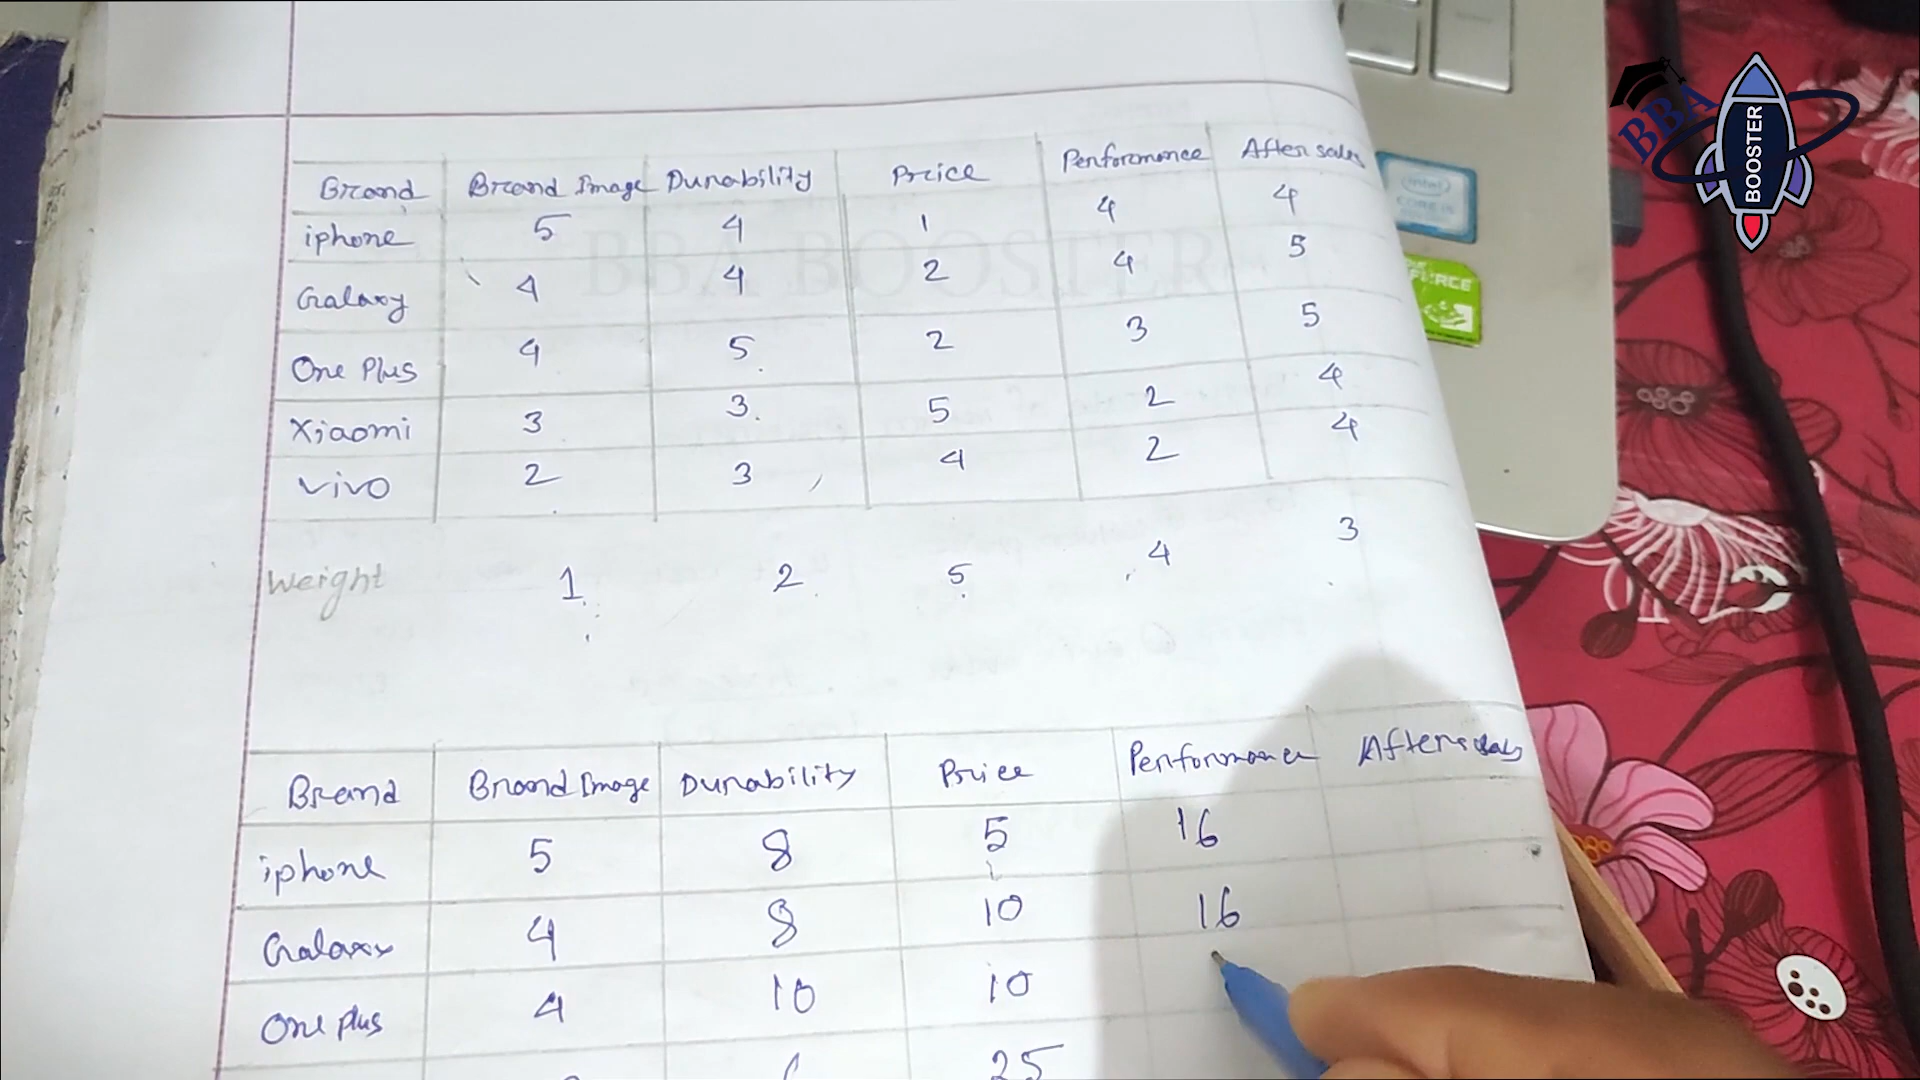 Brand Brand Image Durability Price Performance After sales
iphone 5 4 1 4 4
Galaxy 4 4 2 4 5
One Plus 4 5 2 3 5
Xiaomi 3 3 5 2 4
vivo 2 3 4 2 4
Weight 1 2 5 4 3
Brand Brand Image Durability Price Performance After sales
iphone 5 8 5 16
Galaxy 4 8 10 16
One plus 4 10 10
25
BBA BOOSTER
BBA BOOSTER
intel
CORE i5